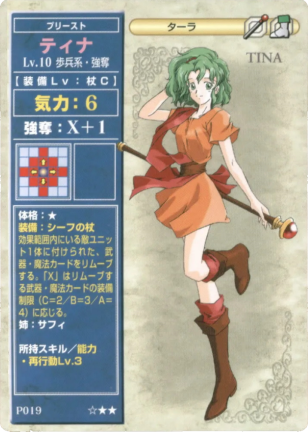 プリースト
ターラ
ティナ
TINA
Lv.10 歩兵系・強奪
【装備Lv：杖C】
気力：6
強奪：X＋1
体格：★
装備：シーフの杖
効果範囲内にいる敵ユニッ
ト1体に付けられた、武
器・魔法カードをリムーブ
する。「X」はリムーブす
る武器・魔法カードの装備
制限（C=2/B=3/A=
4）に応じる。
姉：サフィ
所持スキル／能力
・再行動Lv.3
P019
☆★★